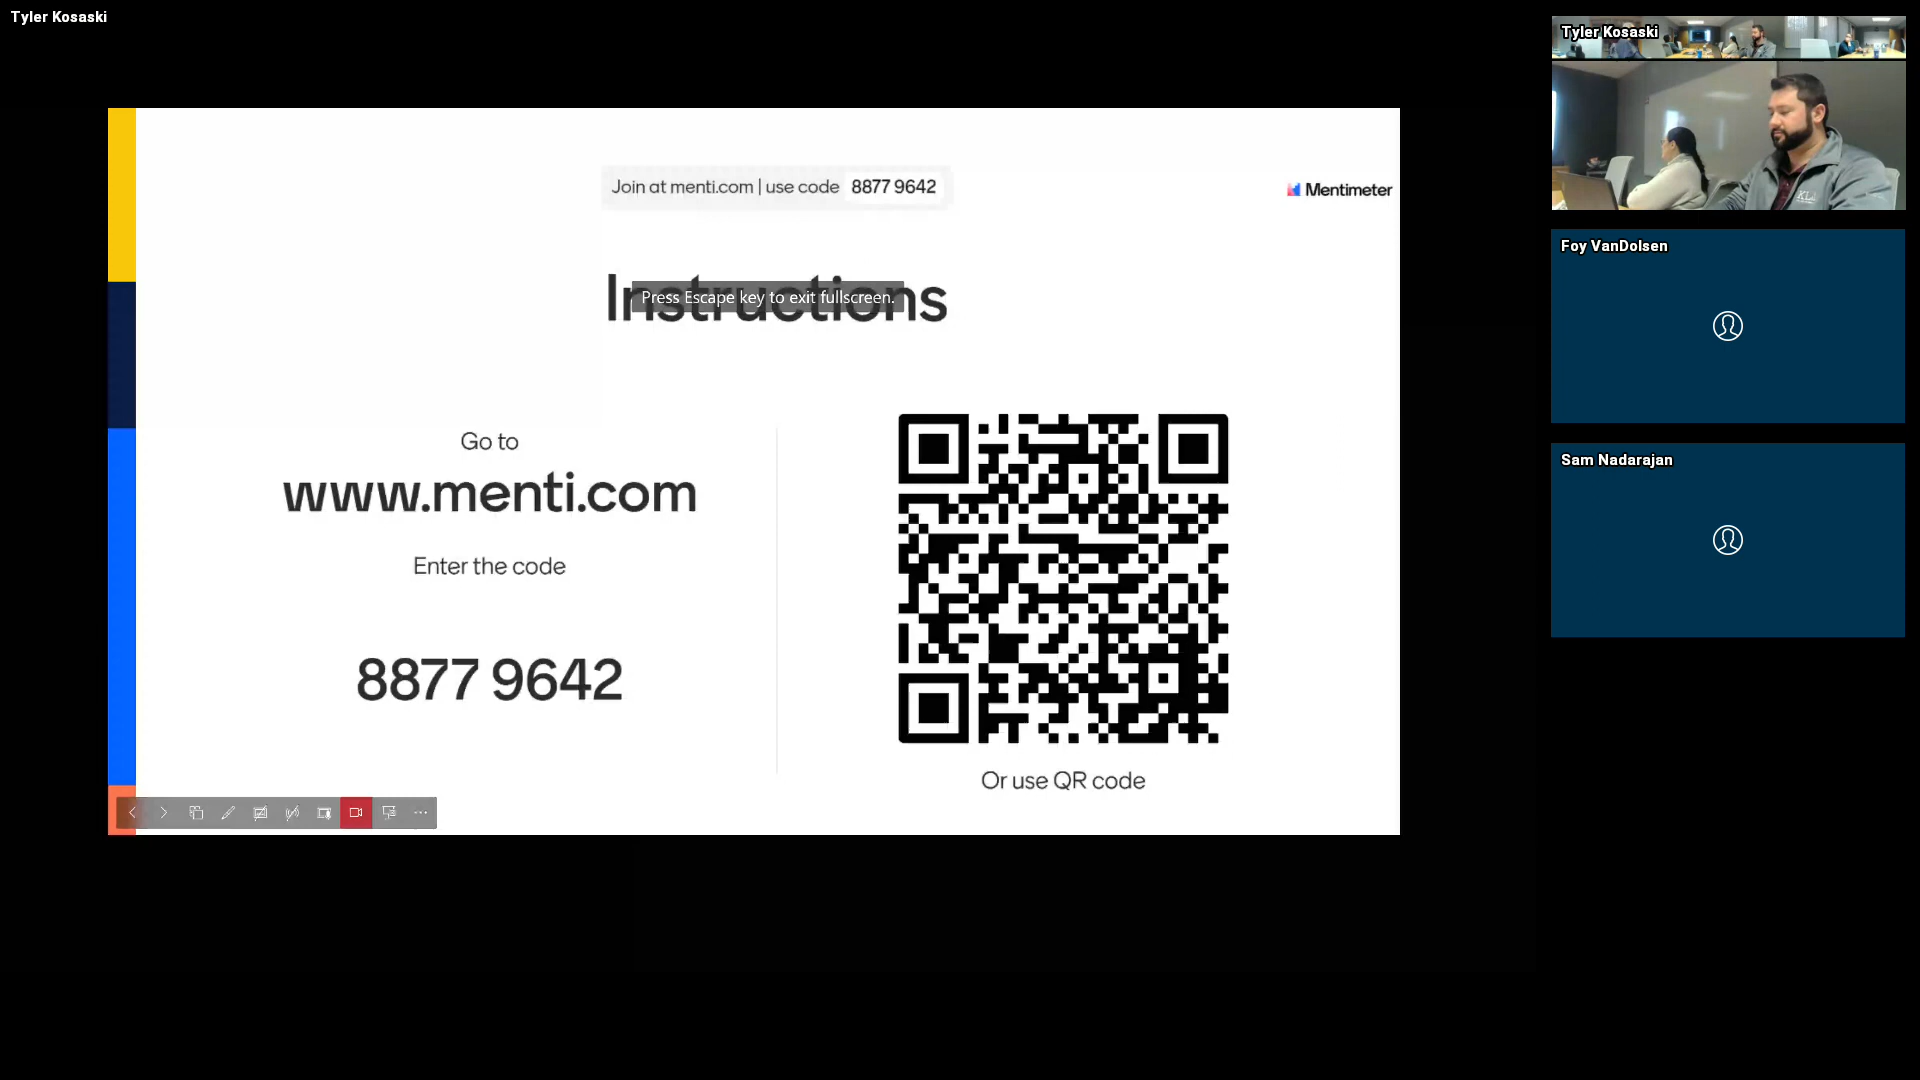 Tyler Kosaski
Tyler Kosaski
Join at menti.com | use code 8877 9642
Mentimeter
Foy VanDolsen
Instructions
Press Escape key to exit fullscreen.
Go to
www.menti.com
Enter the code
8877 9642
Or use QR code
Sam Nadarajan